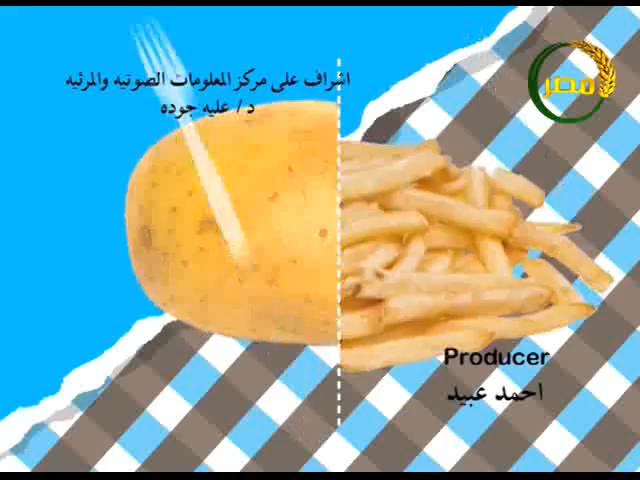 اشراف على مركز المعلومات الصوتيه والمرئيه
د / عليه جوده
مصر
Producer
احمد عبيد